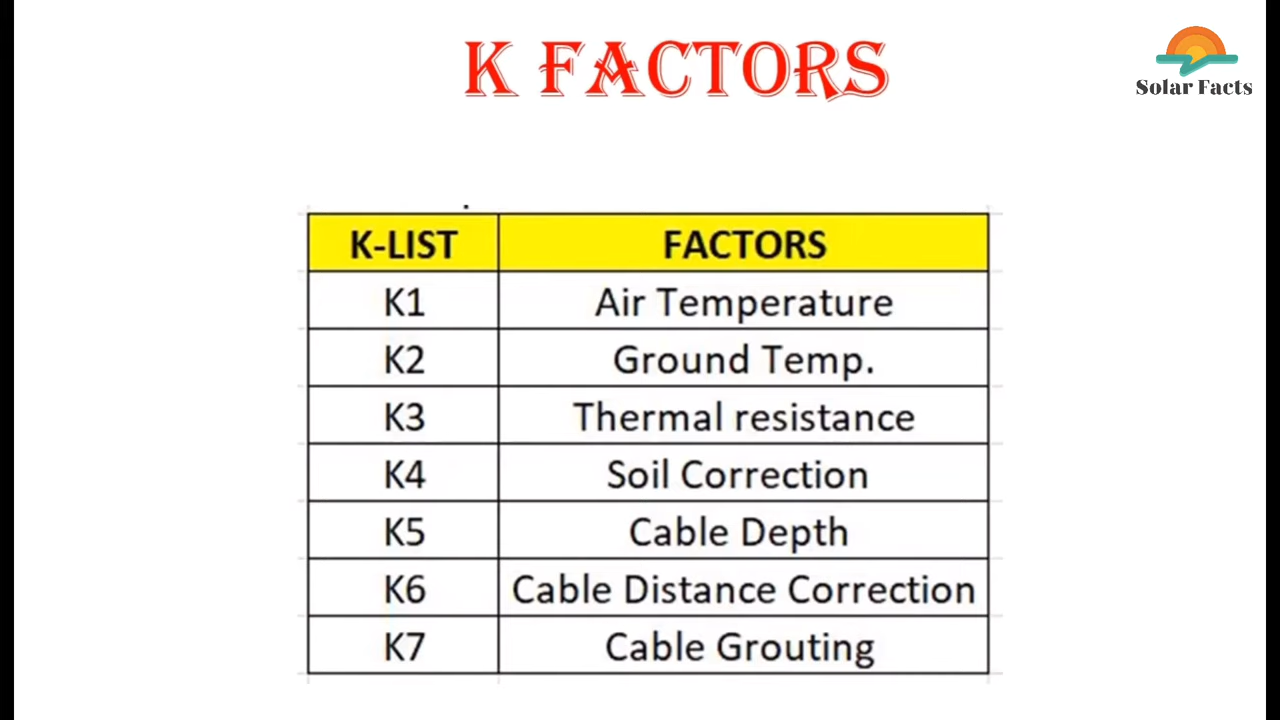 K FACTORS
Solar Facts
K-LIST FACTORS
K1 Air Temperature
K2 Ground Temp.
K3 Thermal resistance
K4 Soil Correction
K5 Cable Depth
K6 Cable Distance Correction
K7 Cable Grouting